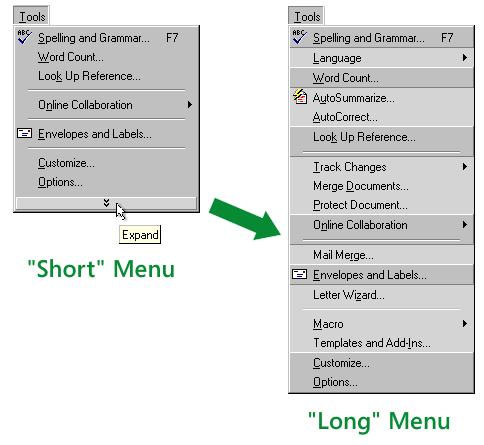 Tools
ABC Spelling and Grammar... F7
Word Count...
Look Up Reference...
Online Collaboration
Envelopes and Labels...
Customize...
Options...
Expand
"Short" Menu
Tools
ABC Spelling and Grammar... F7
Language
Word Count...
AutoSummarize...
AutoCorrect...
Look Up Reference...
Track Changes
Merge Documents...
Protect Document...
Online Collaboration
Mail Merge...
Envelopes and Labels...
Letter Wizard...
Macro
Templates and Add-Ins...
Customize...
Options...
"Long" Menu